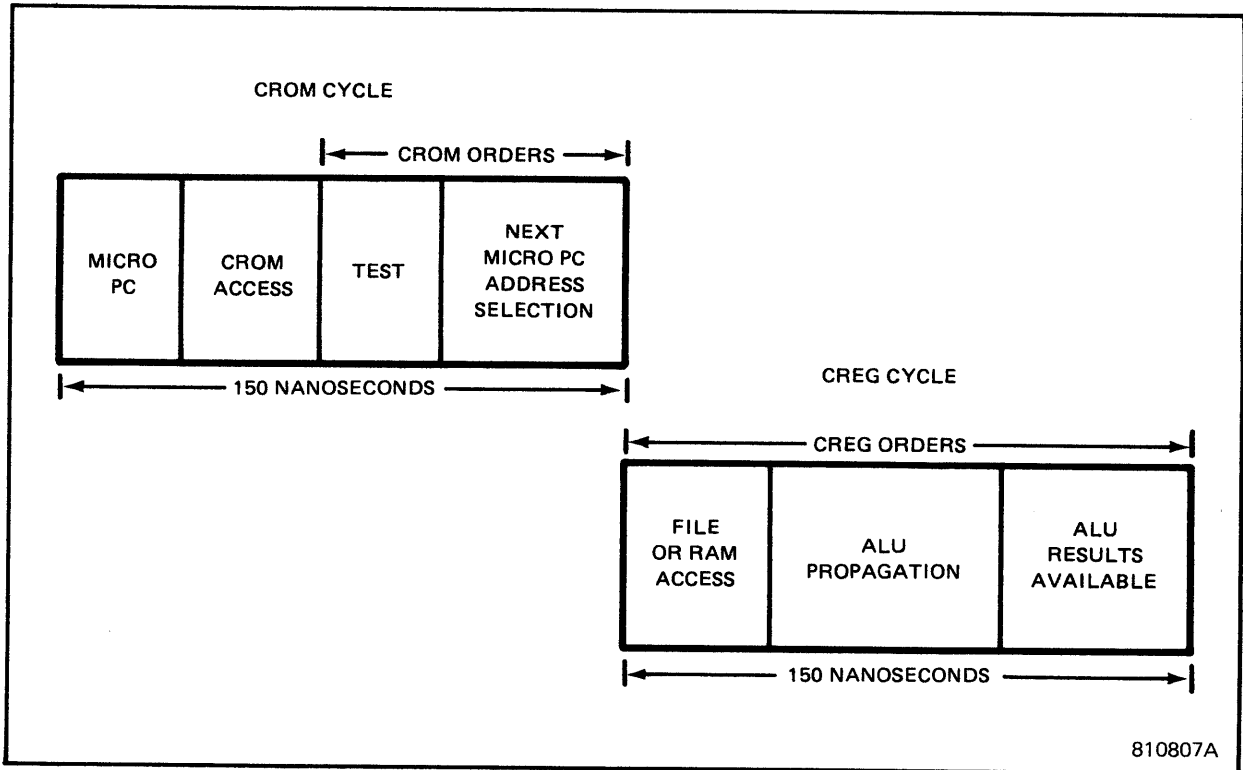 CROM CYCLE
CROM ORDERS
MICRO
PC
CROM
ACCESS
TEST
NEXT
MICRO PC
ADDRESS
SELECTION
150 NANOSECONDS
CREG CYCLE
CREG ORDERS
FILE
OR RAM
ACCESS
ALU
PROPAGATION
ALU
RESULTS
AVAILABLE
150 NANOSECONDS
810807A